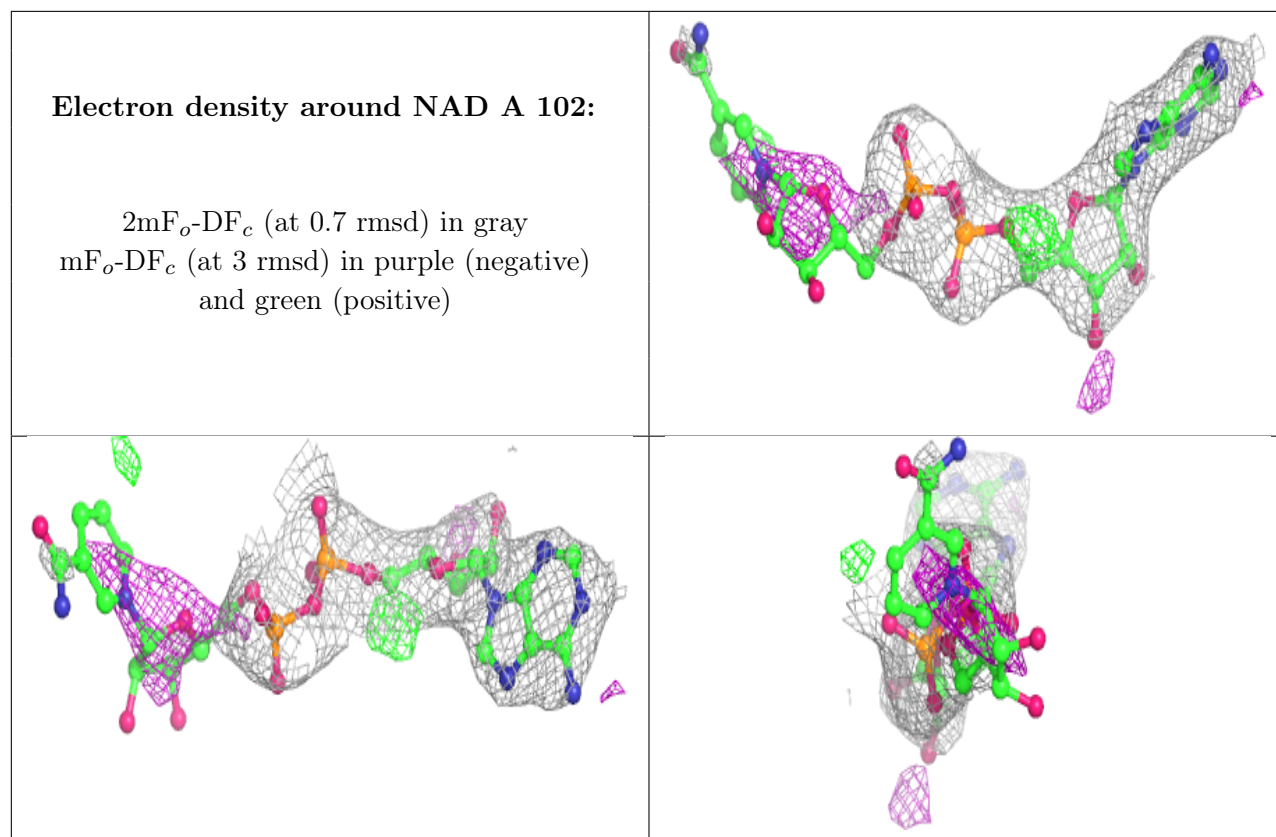 Electron density around NAD A 102:
2mFo-DFc (at 0.7 rmsd) in gray
mFo-DFc (at 3 rmsd) in purple (negative)
and green (positive)